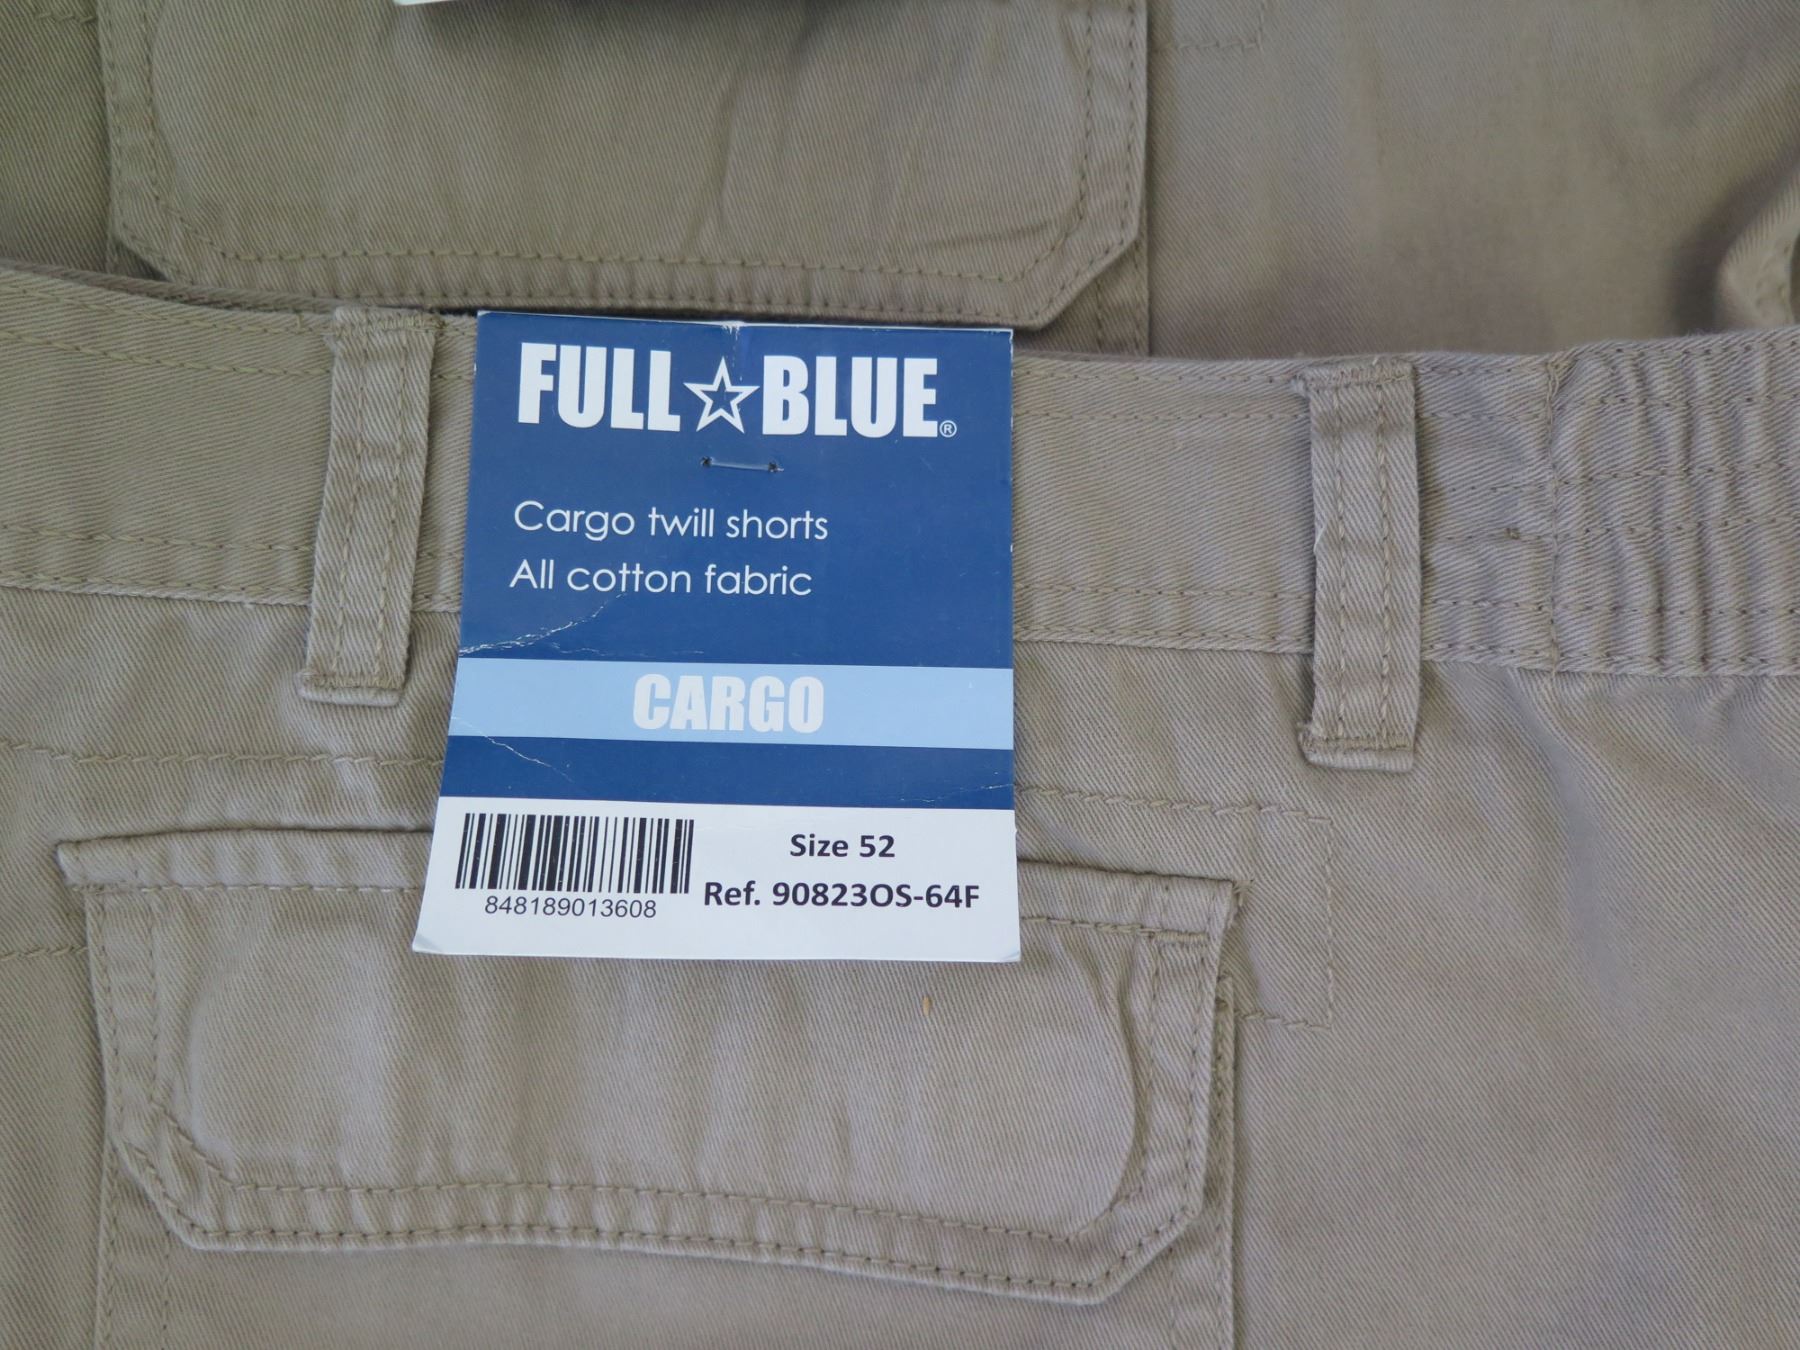 FULL☆BLUE®
Cargo twill shorts
All cotton fabric
CARGO
Size 52
848189013608
Ref. 90823OS-64F